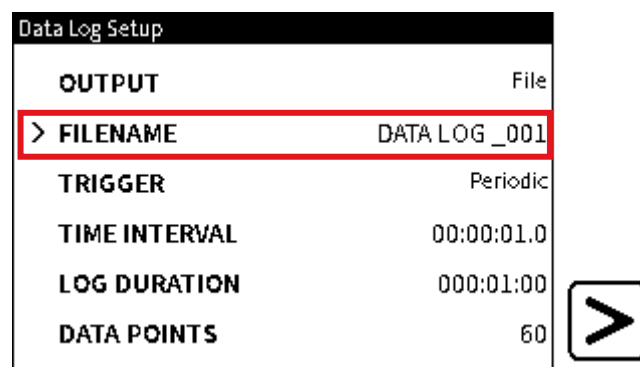 Data Log Setup
OUTPUT File
> FILENAME DATA LOG _001
TRIGGER Periodic
TIME INTERVAL 00:00:01.0
LOG DURATION 000:01:00
DATA POINTS 60
>